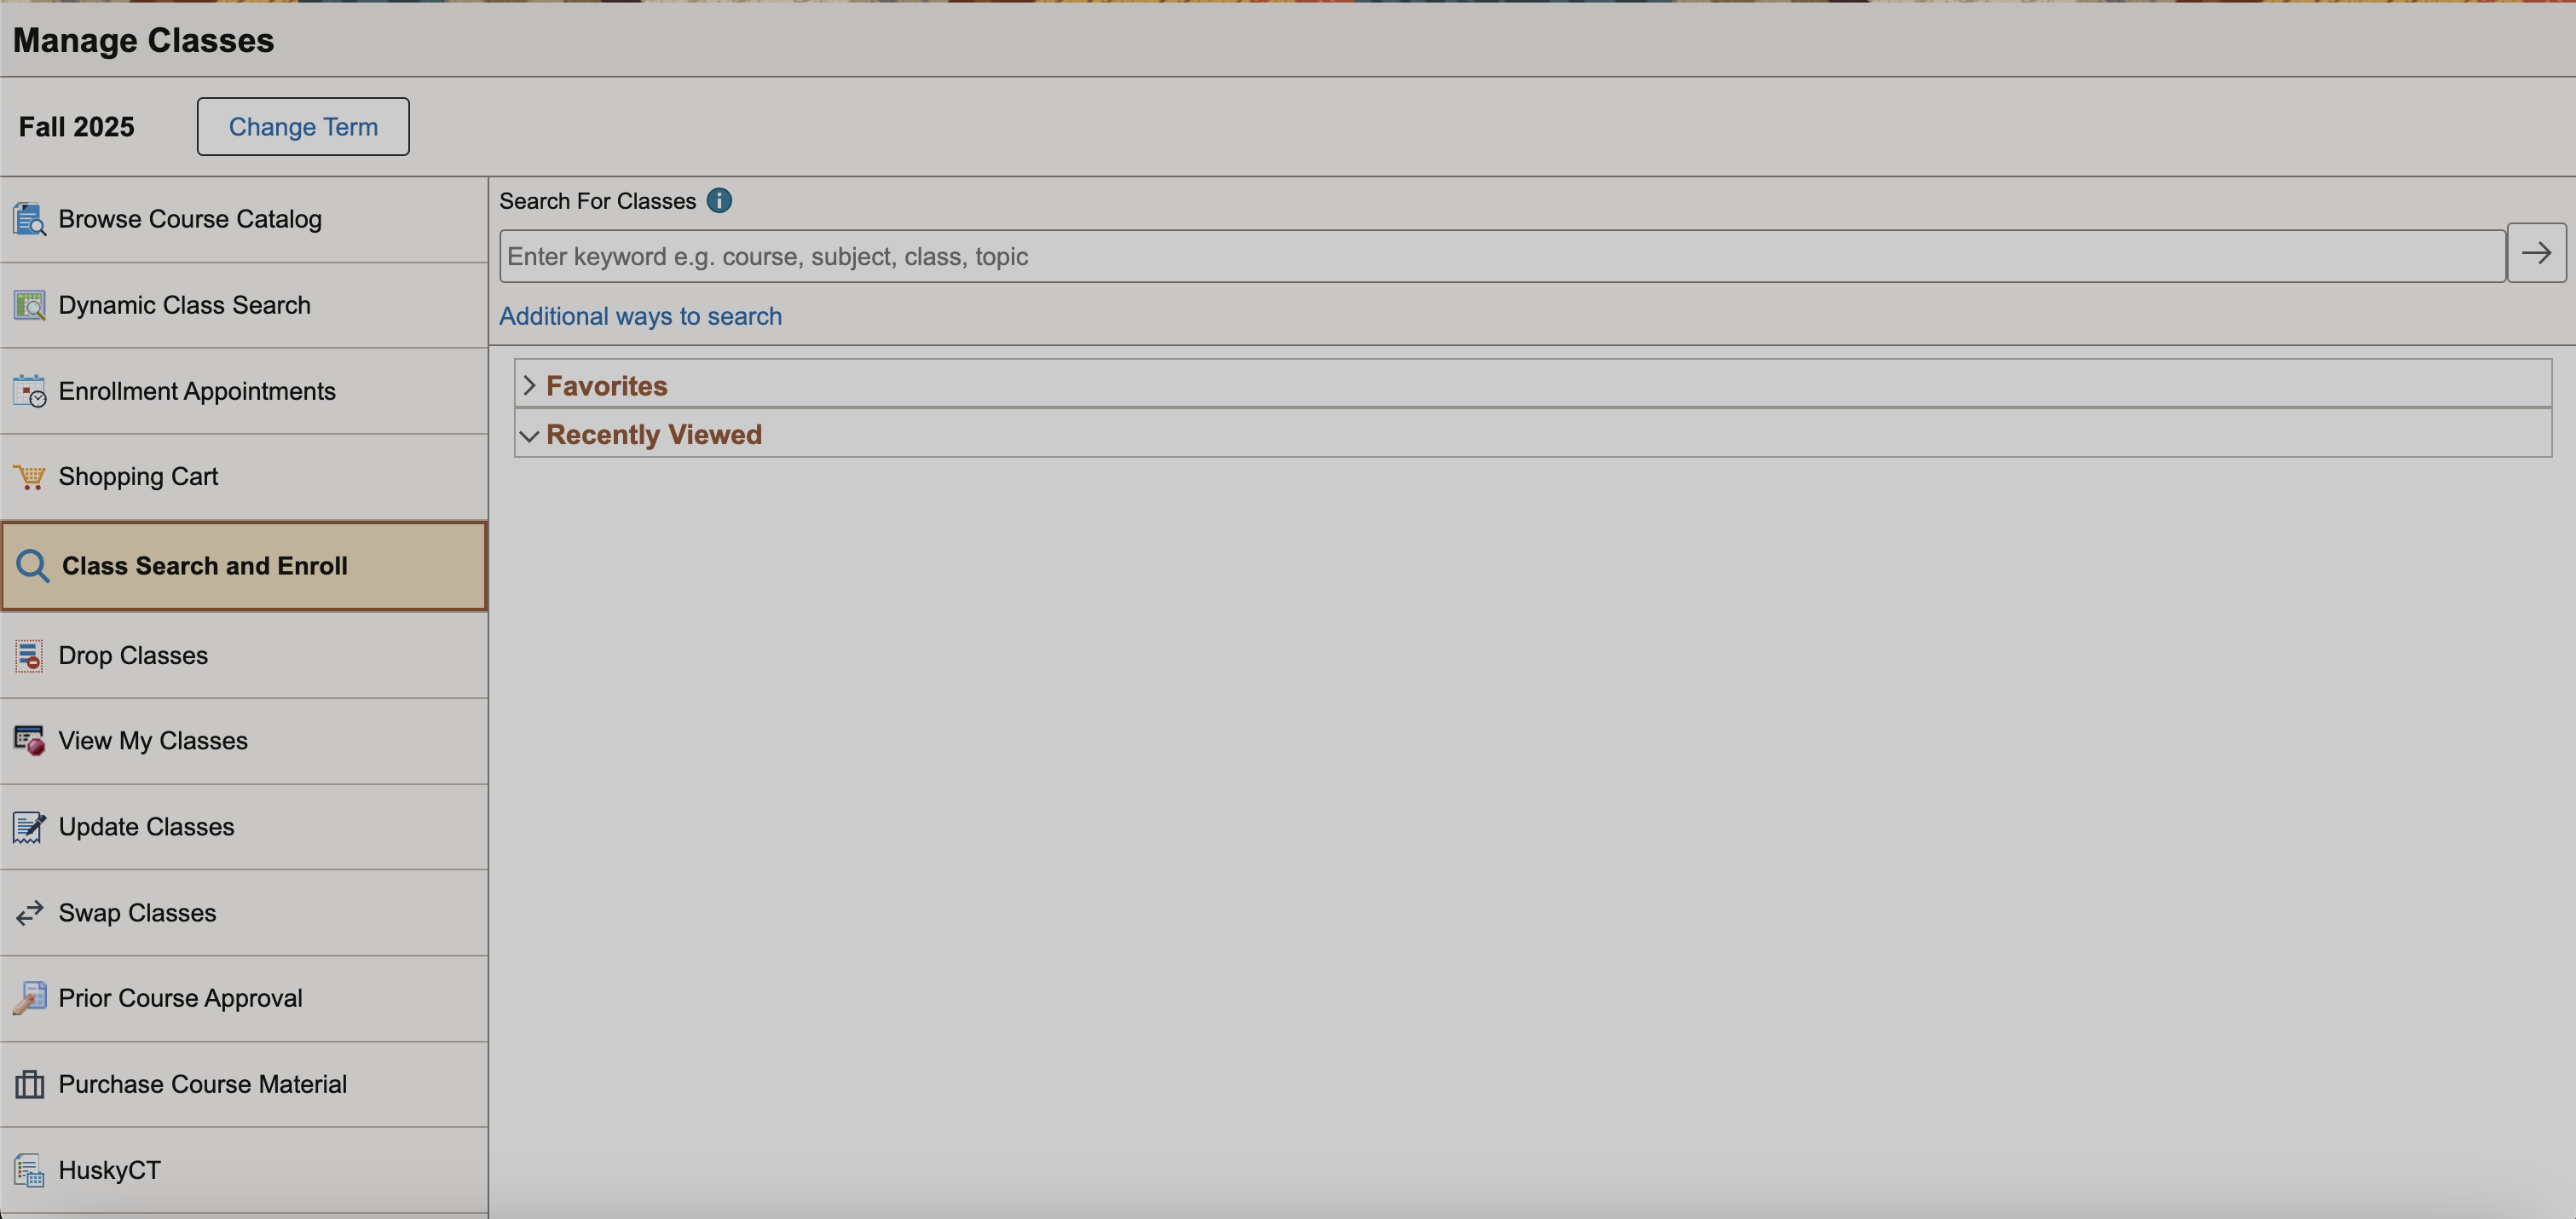 Manage Classes
Fall 2025
Change Term
Browse Course Catalog
Dynamic Class Search
Enrollment Appointments
Shopping Cart
Class Search and Enroll
Drop Classes
View My Classes
Update Classes
Swap Classes
Prior Course Approval
Purchase Course Material
HuskyCT
Search For Classes
Enter keyword e.g. course, subject, class, topic
Additional ways to search
Favorites
Recently Viewed